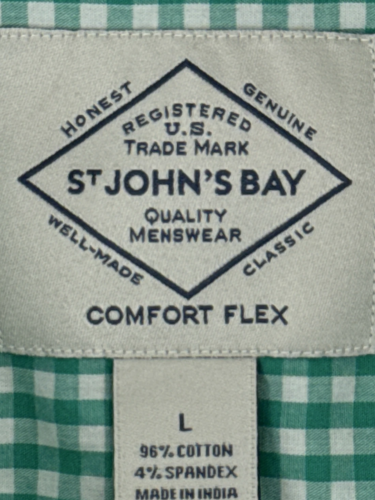 HONEST
GENUINE
REGISTERED
U.S.
TRADE MARK
ST JOHN'S BAY
QUALITY
MENSWEAR
WELL-MADE
CLASSIC
COMFORT FLEX
L
96% COTTON
4% SPANDEX
MADE IN INDIA